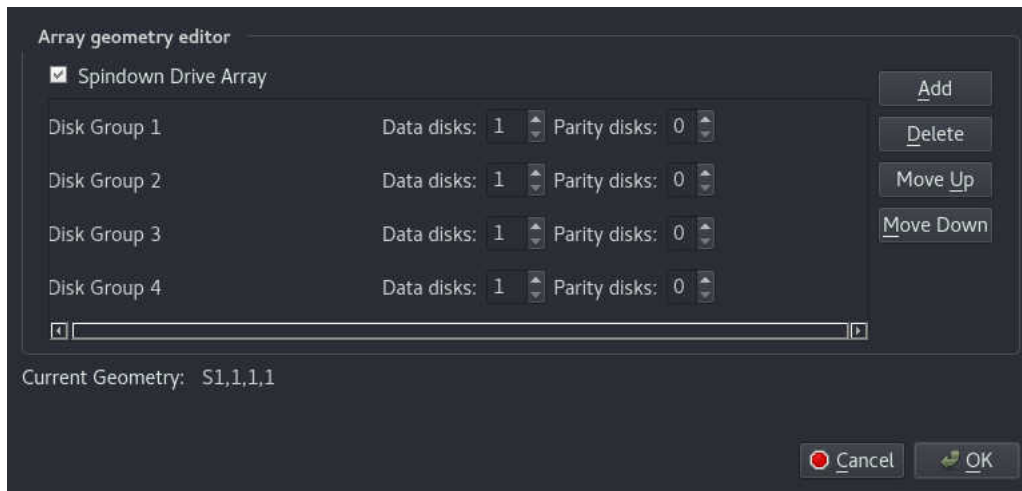 Array geometry editor
Spindown Drive Array
Disk Group 1 Data disks: 1 Parity disks: 0
Disk Group 2 Data disks: 1 Parity disks: 0
Disk Group 3 Data disks: 1 Parity disks: 0
Disk Group 4 Data disks: 1 Parity disks: 0
Add
Delete
Move Up
Move Down
Current Geometry: S1,1,1,1
Cancel
OK